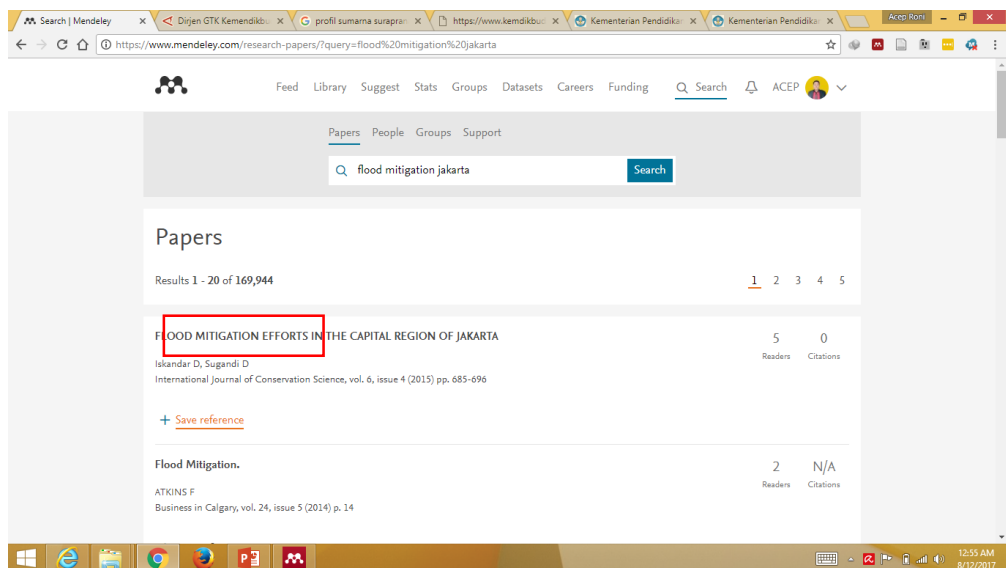 Search | Mendeley
Dirjen GTK Kemendikbu
profil sumarna surapran
https://www.kemdikbud
Kementerian Pendidikan
Kementerian Pendidikan
Acep Roni
https://www.mendeley.com/research-papers/?query=flood%20mitigation%20jakarta
Feed Library Suggest Stats Groups Datasets Careers Funding Search ACEP
Papers People Groups Support
flood mitigation jakarta Search
Papers
Results 1 - 20 of 169,944 1 2 3 4 5
FLOOD MITIGATION EFFORTS IN THE CAPITAL REGION OF JAKARTA 5 0
Readers Citations
Iskandar D, Sugandi D
International Journal of Conservation Science, vol. 6, issue 4 (2015) pp. 685-696
+ Save reference
Flood Mitigation. 2 N/A
Readers Citations
ATKINS F
Business in Calgary, vol. 24, issue 5 (2014) p. 14
12:55 AM
8/12/2017